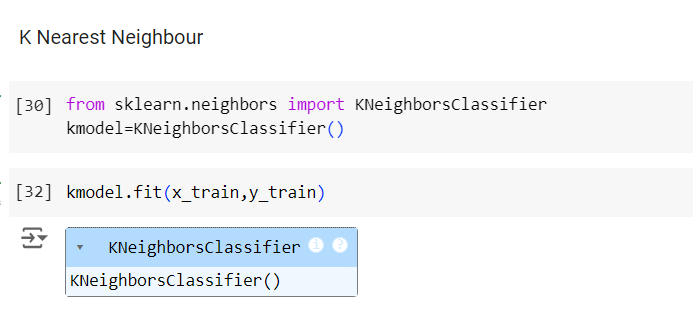 K Nearest Neighbour
[30] from sklearn.neighbors import KNeighborsClassifier
kmodel=KNeighborsClassifier()
[32] kmodel.fit(x_train,y_train)
KNeighborsClassifier i ?
KNeighborsClassifier()